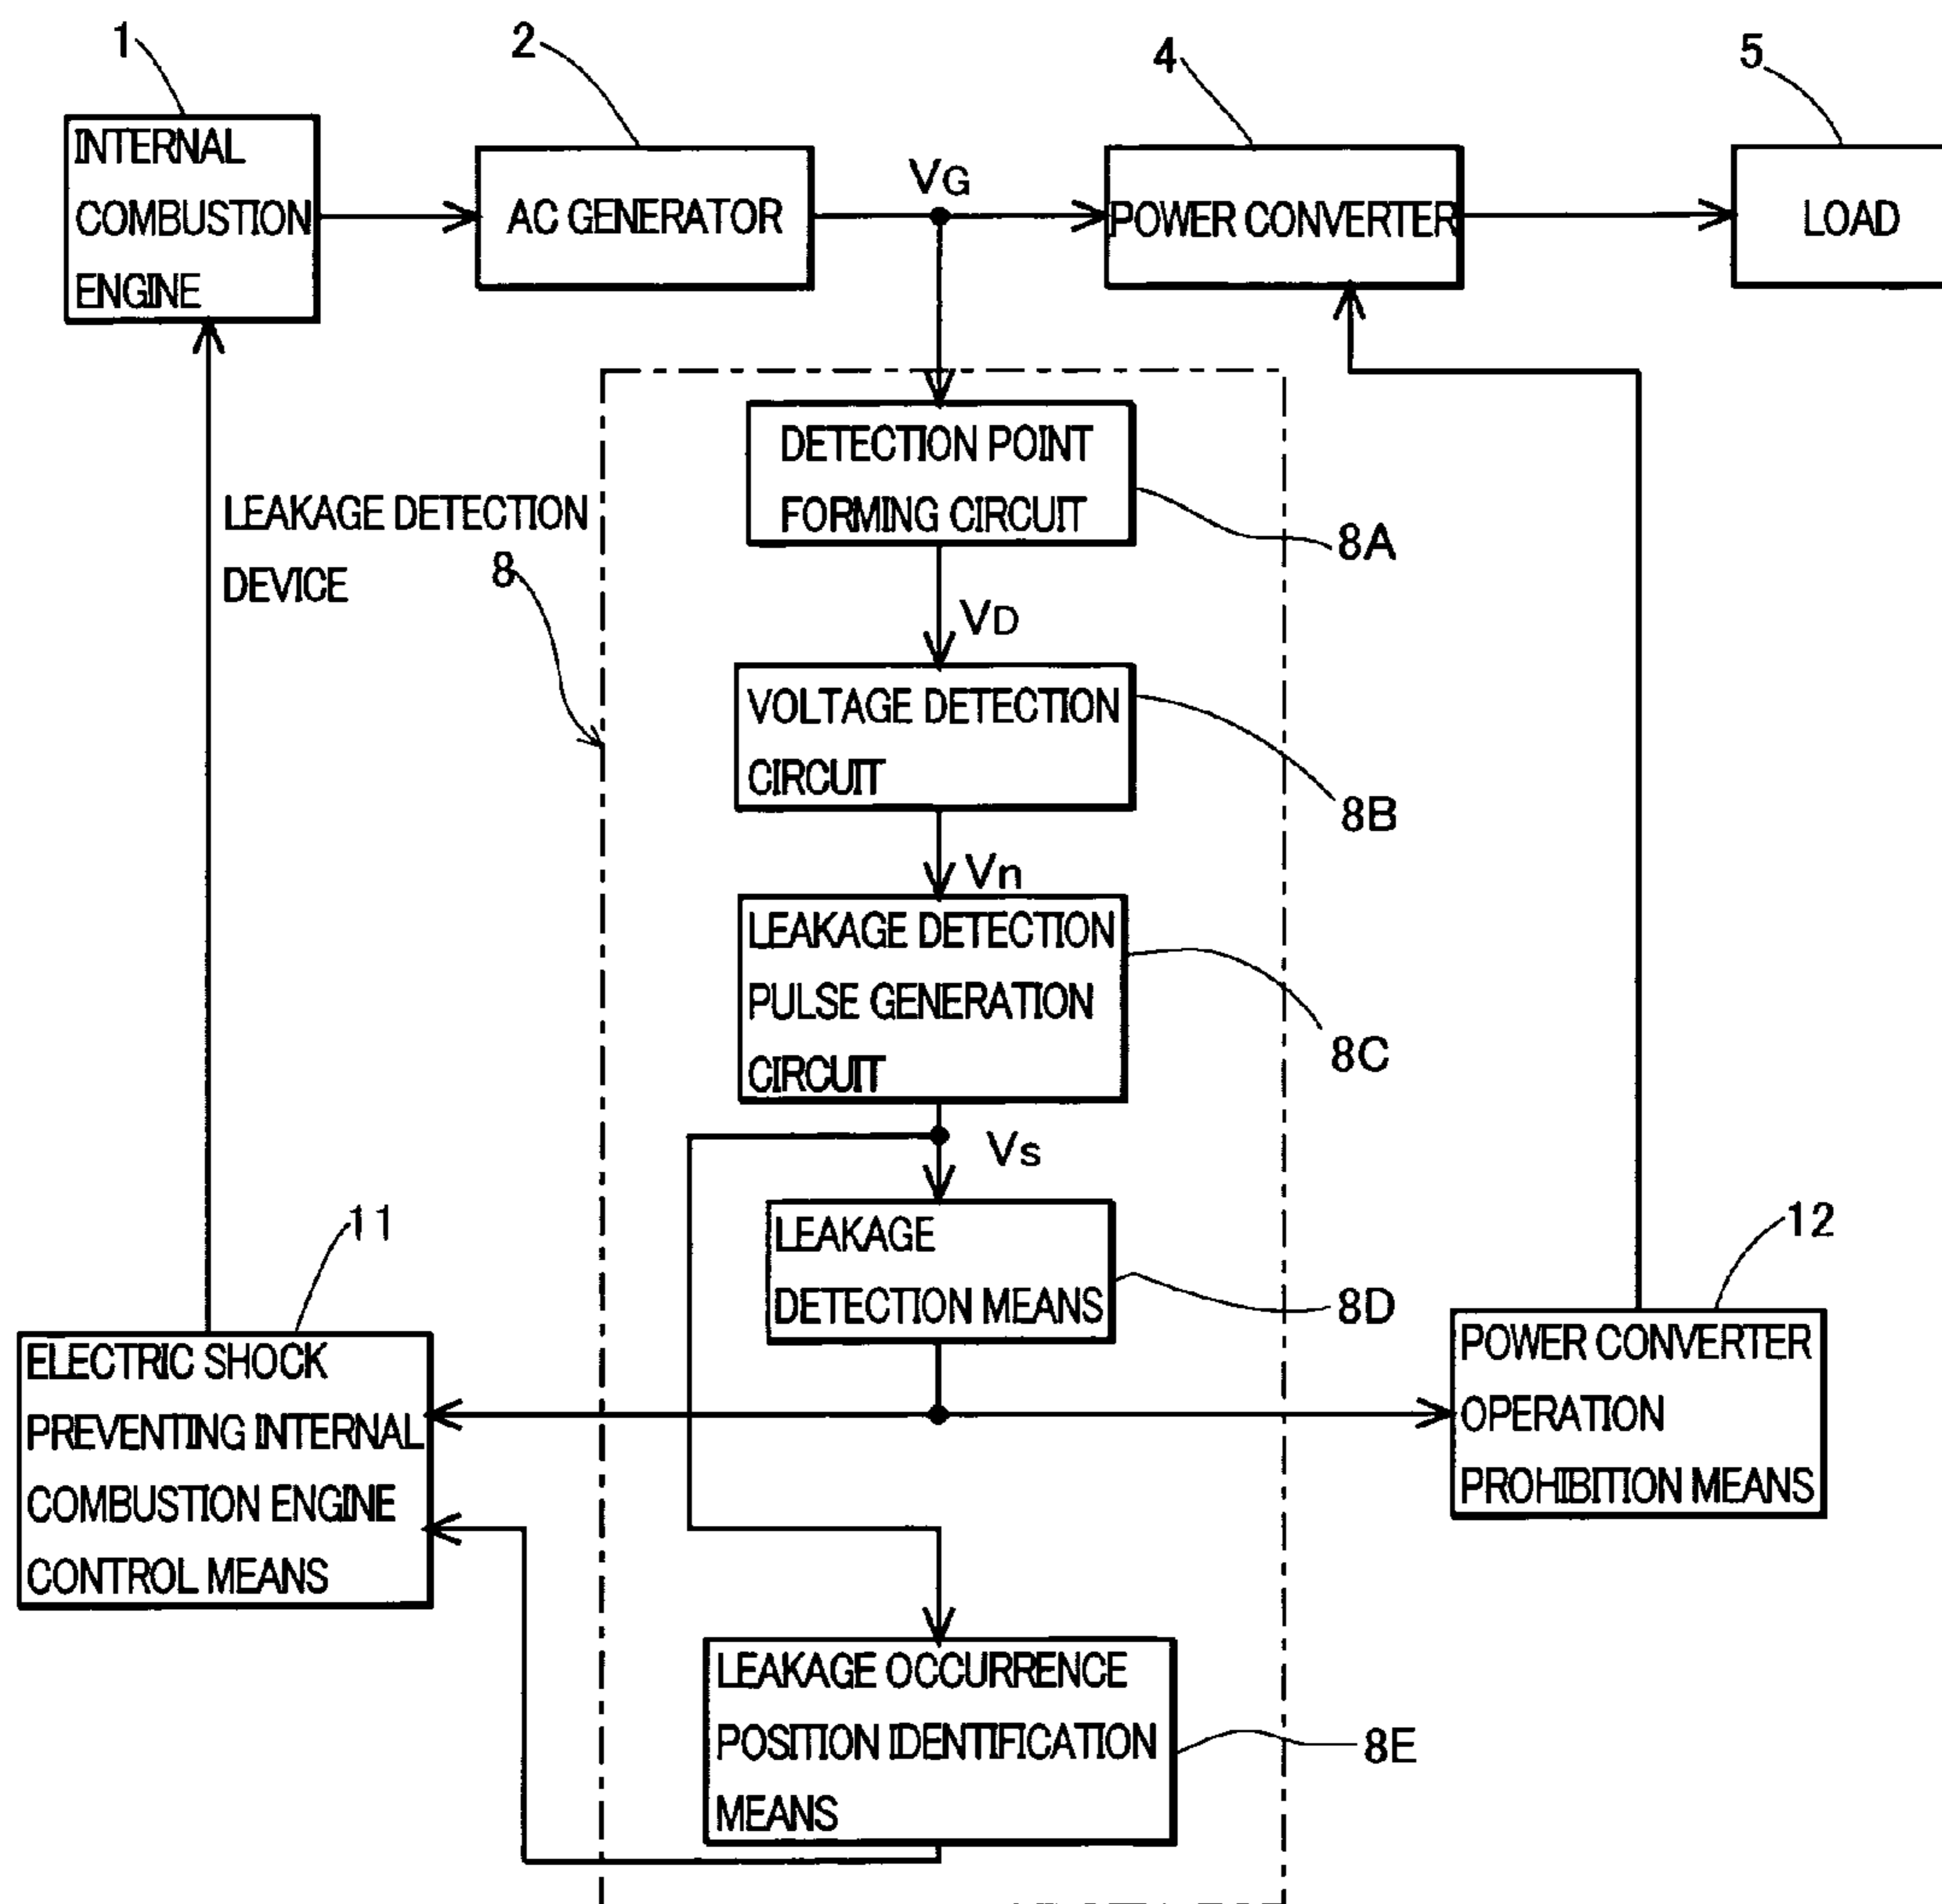 1
2
4
5
INTERNAL
COMBUSTION
ENGINE
AC GENERATOR
VG
POWER CONVERTER
LOAD
DETECTION POINT
FORMING CIRCUIT
8A
LEAKAGE DETECTION
DEVICE
8
VD
VOLTAGE DETECTION
CIRCUIT
8B
Vn
LEAKAGE DETECTION
PULSE GENERATION
CIRCUIT
8C
Vs
LEAKAGE
DETECTION MEANS
8D
11
ELECTRIC SHOCK
PREVENTING INTERNAL
COMBUSTION ENGINE
CONTROL MEANS
12
POWER CONVERTER
OPERATION
PROHIBITION MEANS
LEAKAGE OCCURRENCE
POSITION IDENTIFICATION
MEANS
8E